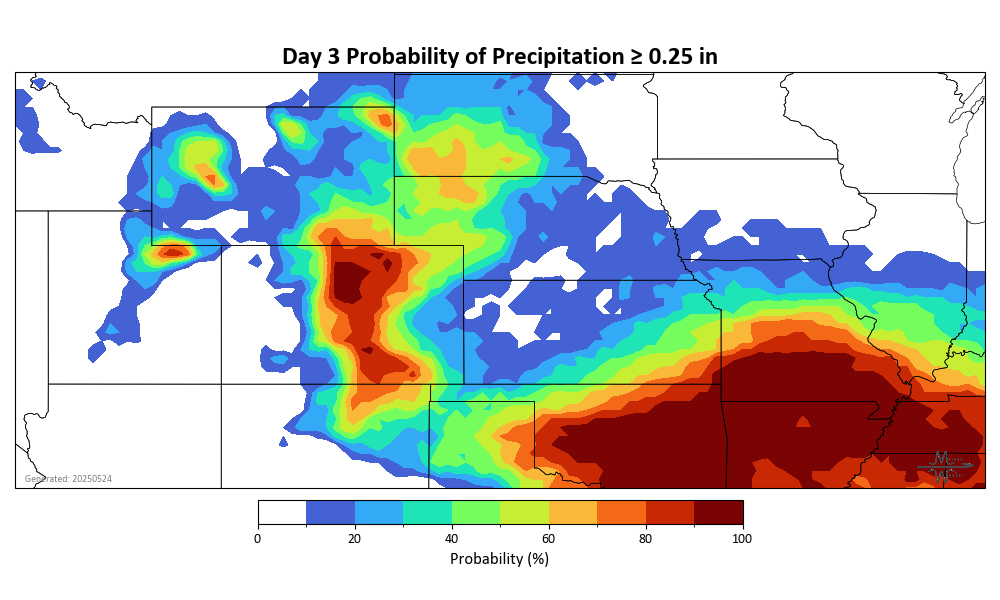 Day 3 Probability of Precipitation ≥ 0.25 in
Generated: 20250524
0 20 40 60 80 100
Probability (%)